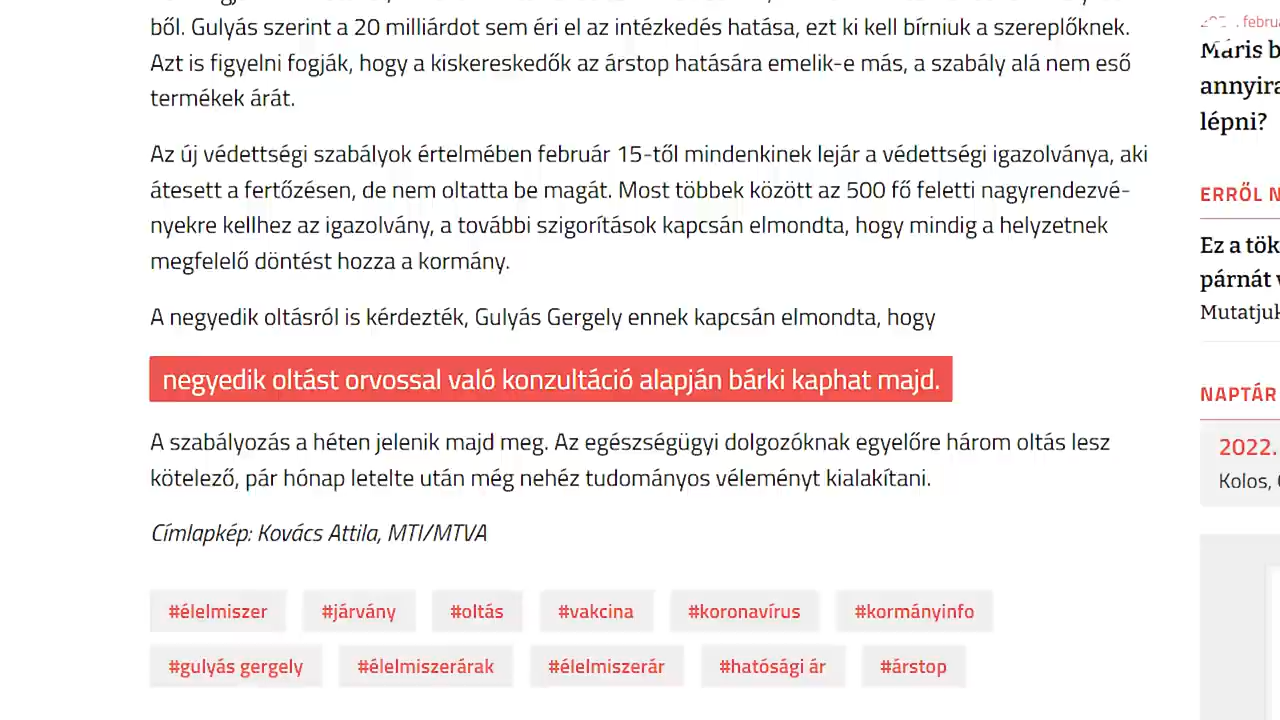 ből. Gulyás szerint a 20 milliárdot sem éri el az intézkedés hatása, ezt ki kell bírniuk a szereplőknek.
Azt is figyelni fogják, hogy a kiskereskedők az árstop hatására emelik-e más, a szabály alá nem eső
termékek árát.
Az új védettségi szabályok értelmében február 15-től mindenkinek lejár a védettségi igazolványa, aki
átesett a fertőzésen, de nem oltatta be magát. Most többek között az 500 fő feletti nagyrendezvé-
nyekre kellhez az igazolvány, a további szigorítások kapcsán elmondta, hogy mindig a helyzetnek
megfelelő döntést hozza a kormány.
A negyedik oltásról is kérdezték, Gulyás Gergely ennek kapcsán elmondta, hogy
negyedik oltást orvossal való konzultáció alapján bárki kaphat majd.
A szabályozás a héten jelenik majd meg. Az egészségügyi dolgozóknak egyelőre három oltás lesz
kötelező, pár hónap letelte után még nehéz tudományos véleményt kialakítani.
Címlapkép: Kovács Attila, MTI/MTVA
#élelmiszer #járvány #oltás #vakcina #koronavírus #kormányinfo
#gulyás gergely #élelmiszerárak #élelmiszerár #hatósági ár #árstop
Máris b
annyira
lépni?
ERRŐL N
Ez a tök
párnát v
Mutatjuk
NAPTÁR
2022.
Kolos,